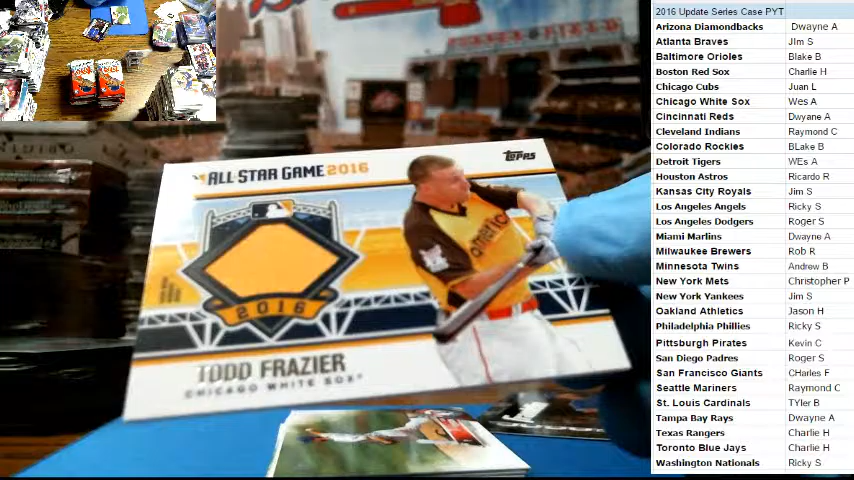 ALL-STAR GAME 2016
TOPPS
america
2016
TODD FRAZIER
CHICAGO WHITE SOX
2016 Update Series Case PYT
Arizona Diamondbacks Dwayne A
Atlanta Braves JIm S
Baltimore Orioles Blake B
Boston Red Sox Charlie H
Chicago Cubs Juan L
Chicago White Sox Wes A
Cincinnati Reds Dwyane A
Cleveland Indians Raymond C
Colorado Rockies BLake B
Detroit Tigers WEs A
Houston Astros Ricardo R
Kansas City Royals Jim S
Los Angeles Angels Ricky S
Los Angeles Dodgers Roger S
Miami Marlins Dwayne A
Milwaukee Brewers Rob R
Minnesota Twins Andrew B
New York Mets Christopher P
New York Yankees Jim S
Oakland Athletics Jason H
Philadelphia Phillies Ricky S
Pittsburgh Pirates Kevin C
San Diego Padres Roger S
San Francisco Giants CHarles F
Seattle Mariners Raymond C
St. Louis Cardinals TYler B
Tampa Bay Rays Dwayne A
Texas Rangers Charlie H
Toronto Blue Jays Charlie H
Washington Nationals Ricky S